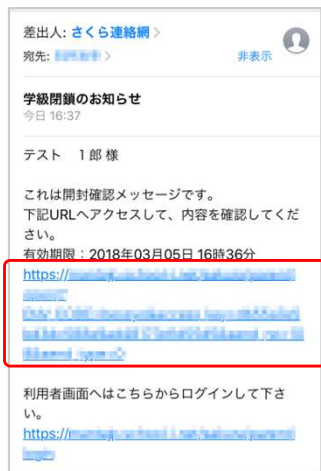 差出人: さくら連絡網 >
宛先: >
非表示
学級閉鎖のお知らせ
今日 16:37
テスト　１郎 様
これは開封確認メッセージです。
下記URLへアクセスして、内容を確認してくだ
さい。
有効期限：2018年03月05日 16時36分
https://
利用者画面へはこちらからログインして下さ
い。
https://